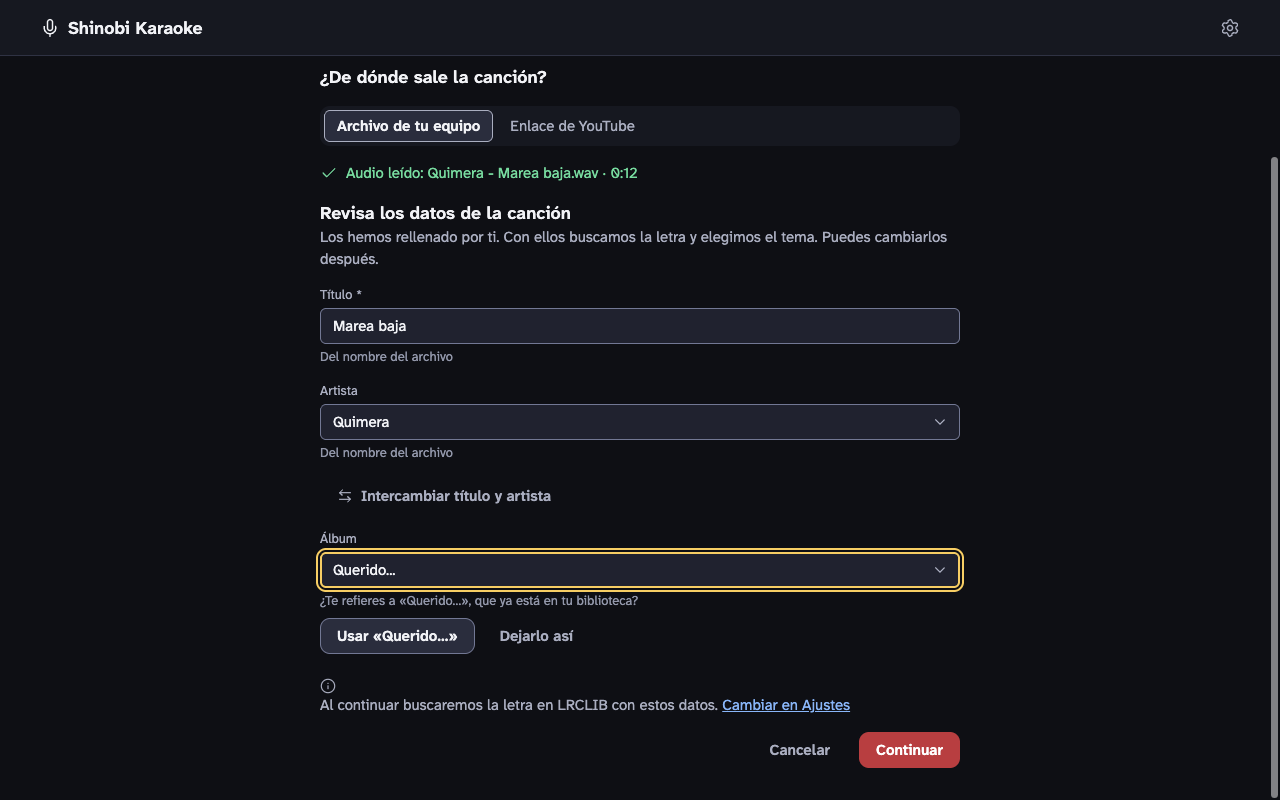 Shinobi Karaoke
¿De dónde sale la canción?
Archivo de tu equipo Enlace de YouTube
Audio leído: Quimera - Marea baja.wav · 0:12
Revisa los datos de la canción
Los hemos rellenado por ti. Con ellos buscamos la letra y elegimos el tema. Puedes cambiarlos
después.
Título *
Marea baja
Del nombre del archivo
Artista
Quimera
Del nombre del archivo
Intercambiar título y artista
Álbum
Querido...
¿Te refieres a «Querido…», que ya está en tu biblioteca?
Usar «Querido…» Dejarlo así
Al continuar buscaremos la letra en LRCLIB con estos datos. Cambiar en Ajustes
Cancelar Continuar